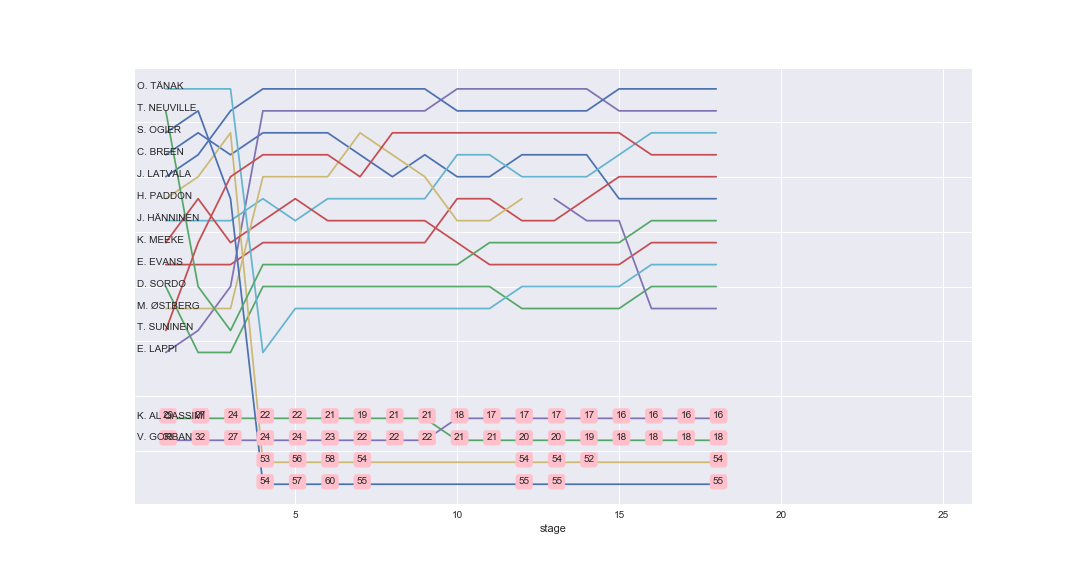 O. TÄNAK
T. NEUVILLE
S. OGIER
C. BREEN
J. LATVALA
H. PADDON
J. HÄNNINEN
K. MEEKE
E. EVANS
D. SORDO
M. ØSTBERG
T. SUNINEN
E. LAPPI
K. AL QASSIMI 24 22 22 21 19 21 21 18 17 17 17 17 16 16 16 16
V. GORBAN 32 27 24 24 23 22 22 22 21 21 20 20 19 18 18 18 18
53 56 58 54 54 54 52 54
54 57 60 55 55 55 55
5 10 15 20 25
stage